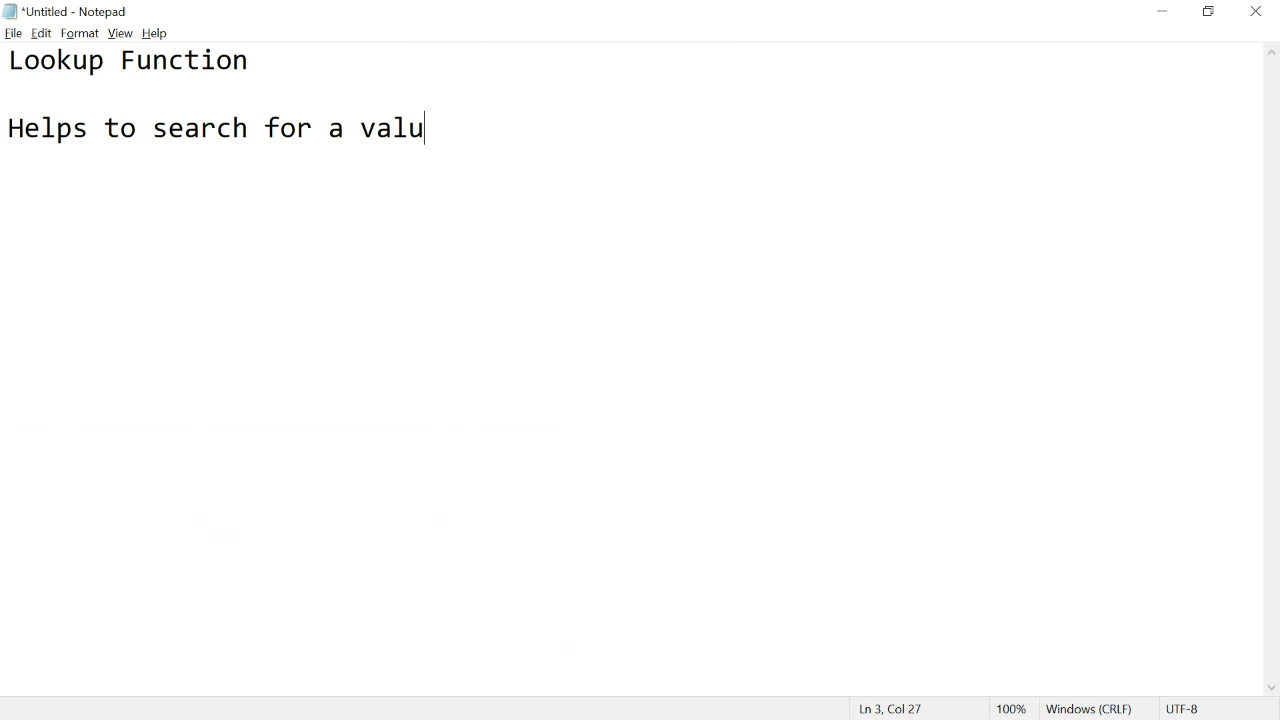 *Untitled - Notepad
File Edit Format View Help
Lookup Function
Helps to search for a valu
Ln 3, Col 27 100% Windows (CRLF) UTF-8